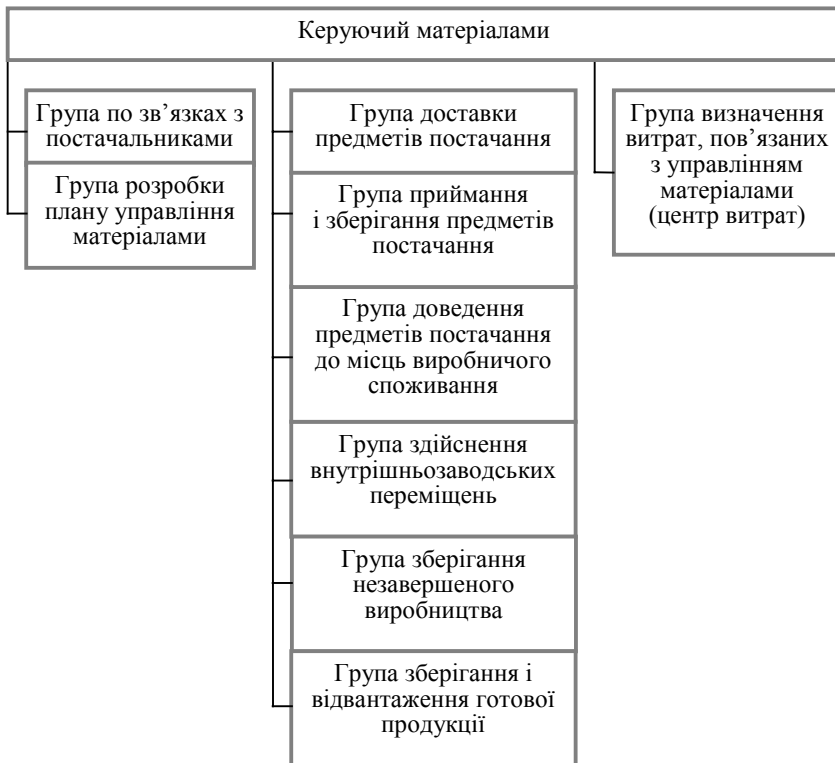 Керуючий матеріалами
Група по зв’язках з
постачальниками
Група розробки
плану управління
матеріалами
Група доставки
предметів постачання
Група приймання
і зберігання предметів
постачання
Група доведення
предметів постачання
до місць виробничого
споживання
Група здійснення
внутрішньозаводських
переміщень
Група зберігання
незавершеного
виробництва
Група зберігання і
відвантаження готової
продукції
Група визначення
витрат, пов’язаних
з управлінням
матеріалами
(центр витрат)